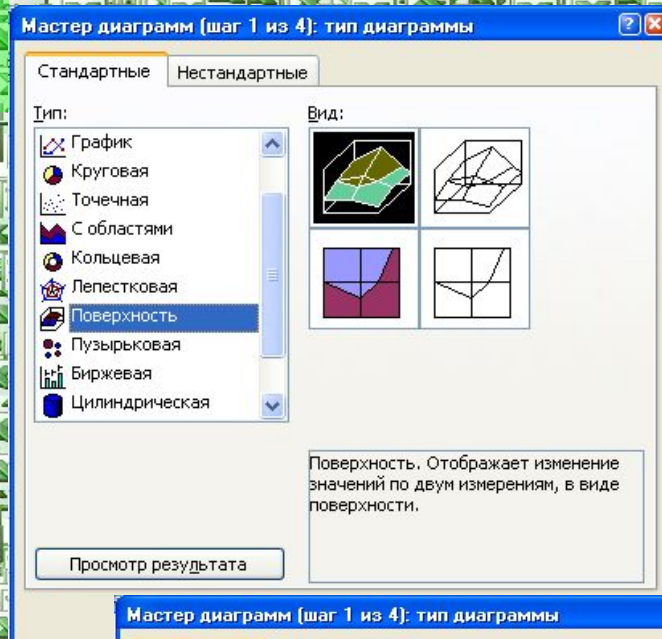 Мастер диаграмм (шаг 1 из 4): тип диаграммы
Стандартные Нестандартные
Тип: Вид:
График
Круговая
Точечная
С областями
Кольцевая
Лепестковая
Поверхность
Пузырьковая
Биржевая
Цилиндрическая
Поверхность. Отображает изменение
значений по двум измерениям, в виде
поверхности.
Просмотр результата
Мастер диаграмм (шаг 1 из 4): тип диаграммы